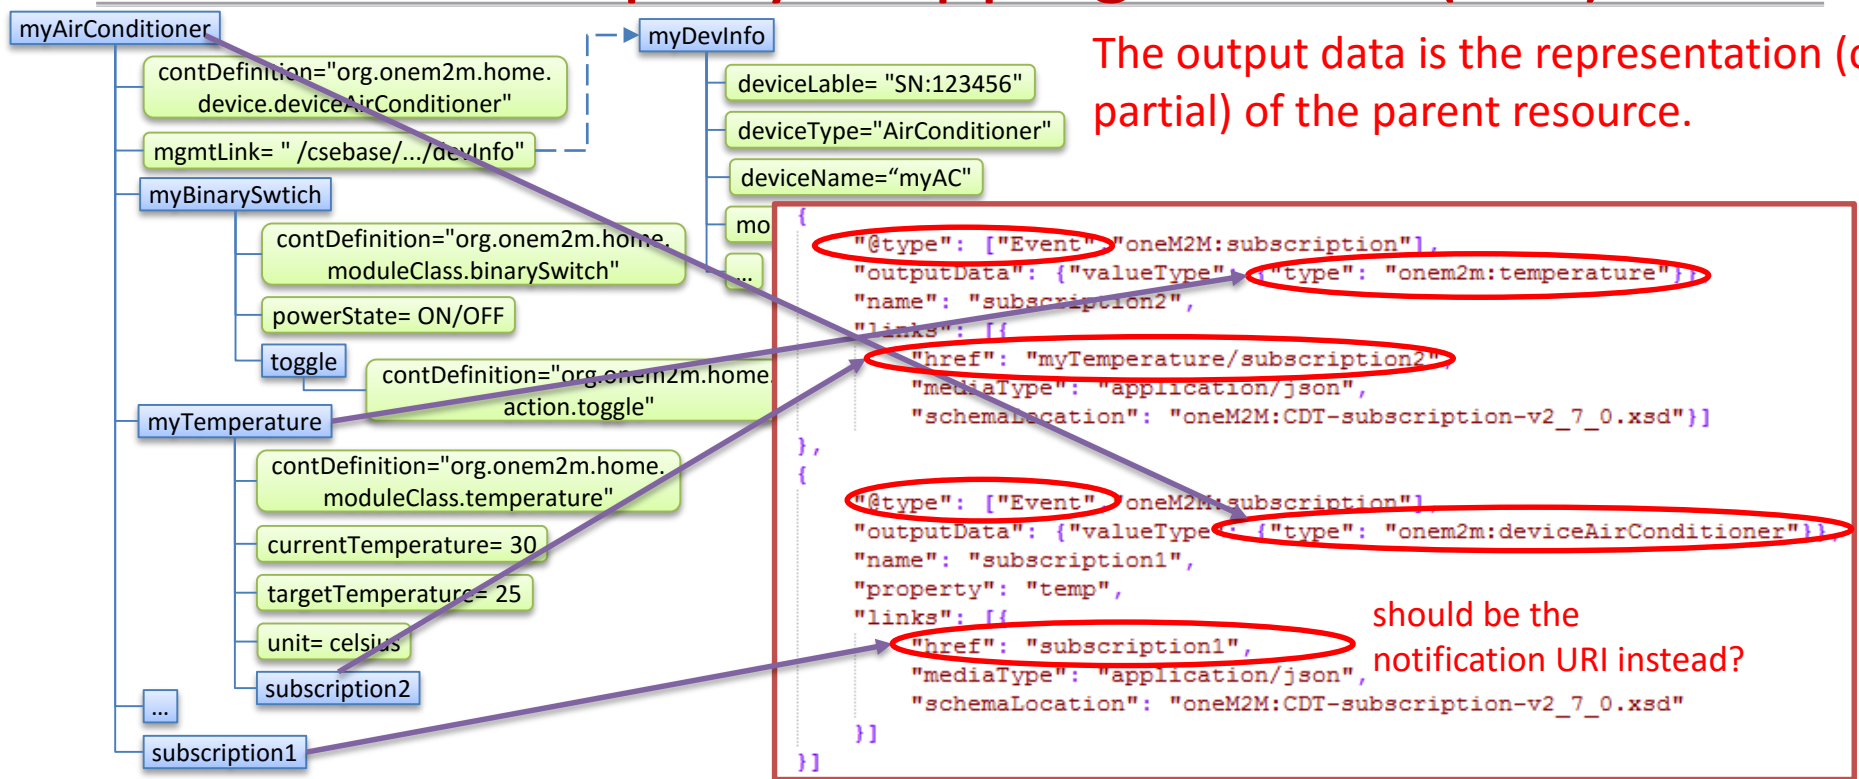 myAirConditioner
contDefinition="org.onem2m.home.
device.deviceAirConditioner"
mgmtLink= " /csebase/.../devInfo"
myBinarySwtich
contDefinition="org.onem2m.home.
moduleClass.binarySwitch"
powerState= ON/OFF
toggle
contDefinition="org.onem2m.home.
action.toggle"
myTemperature
contDefinition="org.onem2m.home.
moduleClass.temperature"
currentTemperature= 30
targetTemperature= 25
unit= celsius
subscription2
...
subscription1
myDevInfo
deviceLable= "SN:123456"
deviceType="AirConditioner"
deviceName=“myAC"
mo
...
The output data is the representation (
partial) of the parent resource.
{
"@type": ["Event","oneM2M:subscription"],
"outputData": {"valueType": {"type": "onem2m:temperature"}},
"name": "subscription2",
"links": [{
"href": "myTemperature/subscription2",
"mediaType": "application/json",
"schemaLocation": "oneM2M:CDT-subscription-v2_7_0.xsd"}]
},
{
"@type": ["Event","oneM2M:subscription"],
"outputData": {"valueType": {"type": "onem2m:deviceAirConditioner"}},
"name": "subscription1",
"property": "temp",
"links": [{
"href": "subscription1",
"mediaType": "application/json",
"schemaLocation": "oneM2M:CDT-subscription-v2_7_0.xsd"
}]
}]
should be the
notification URI instead?